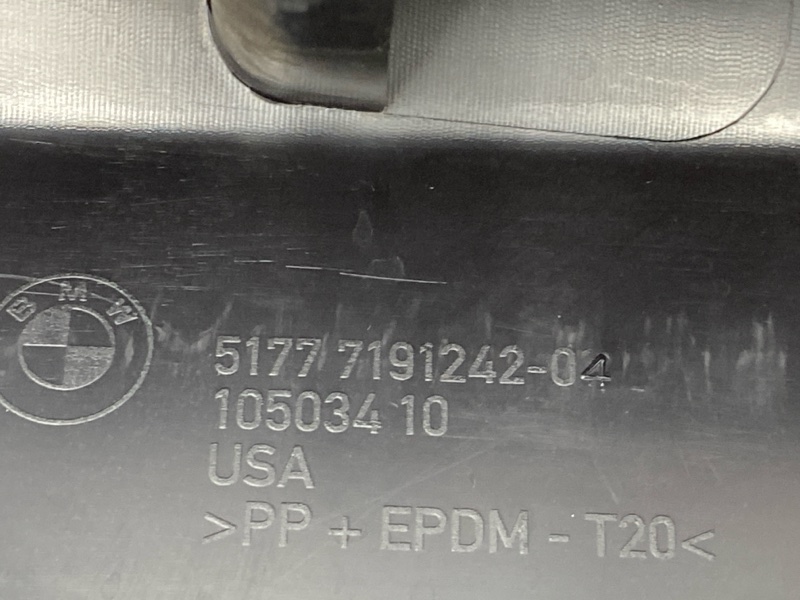 BMW
5177 7191242-04
105034 10
USA
>PP + EPDM - T20<